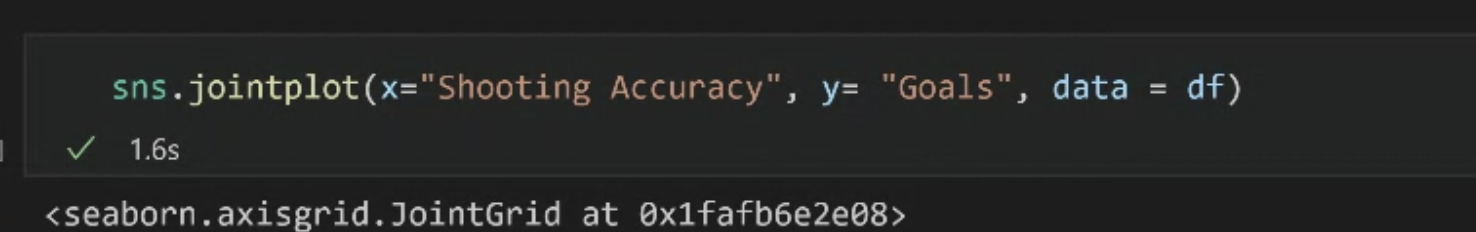 sns.jointplot(x="Shooting Accuracy", y= "Goals", data = df)
1.6s
<seaborn.axisgrid.JointGrid at 0x1fafb6e2e08>